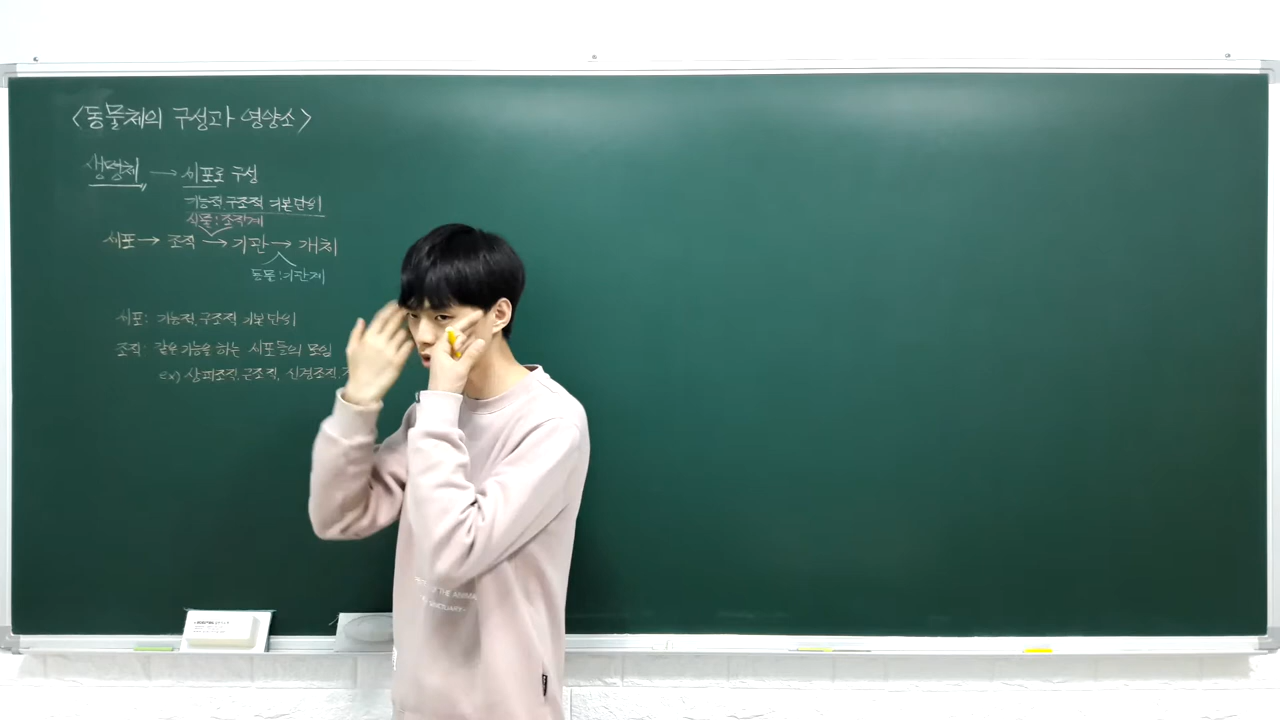 <동물체의 구성과 영양소>
생명체 → 세포로 구성
기능적 구조적 기본단위
식물: 조직계
세포 → 조직 → 기관 → 개체
동물: 기관계
세포: 기능적, 구조적 기본단위
조직: 같은 기능을 하는 세포들의 모임
Ex) 상피조직, 근조직, 신경조직,
OF THE ANIMA